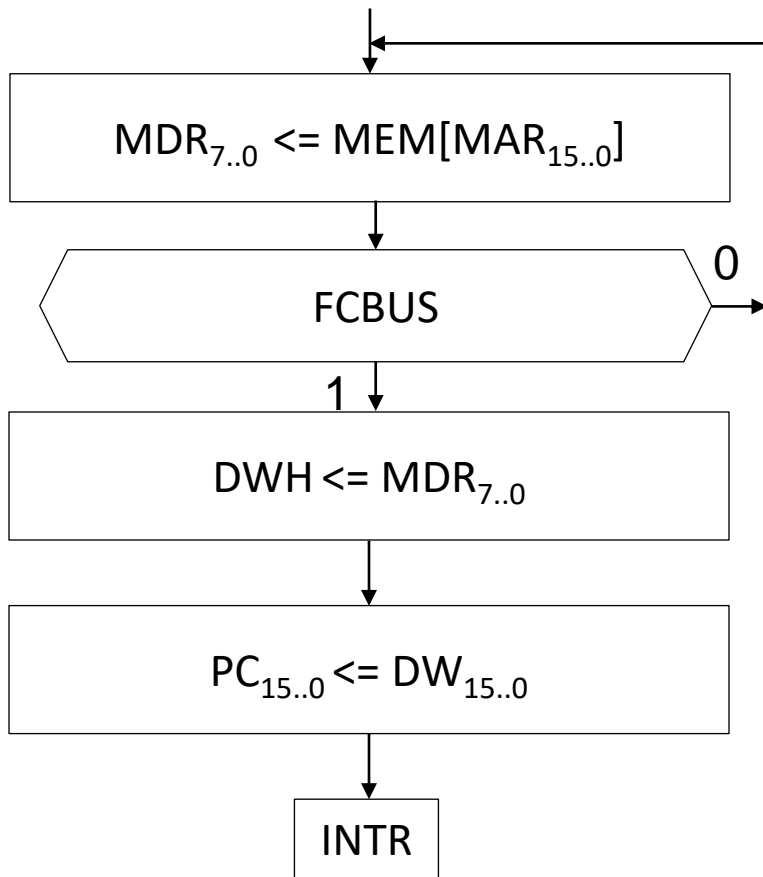 MDR7..0 <= MEM[MAR15..0]
0
FCBUS
1
DWH <= MDR7..0
PC15..0 <= DW15..0
INTR